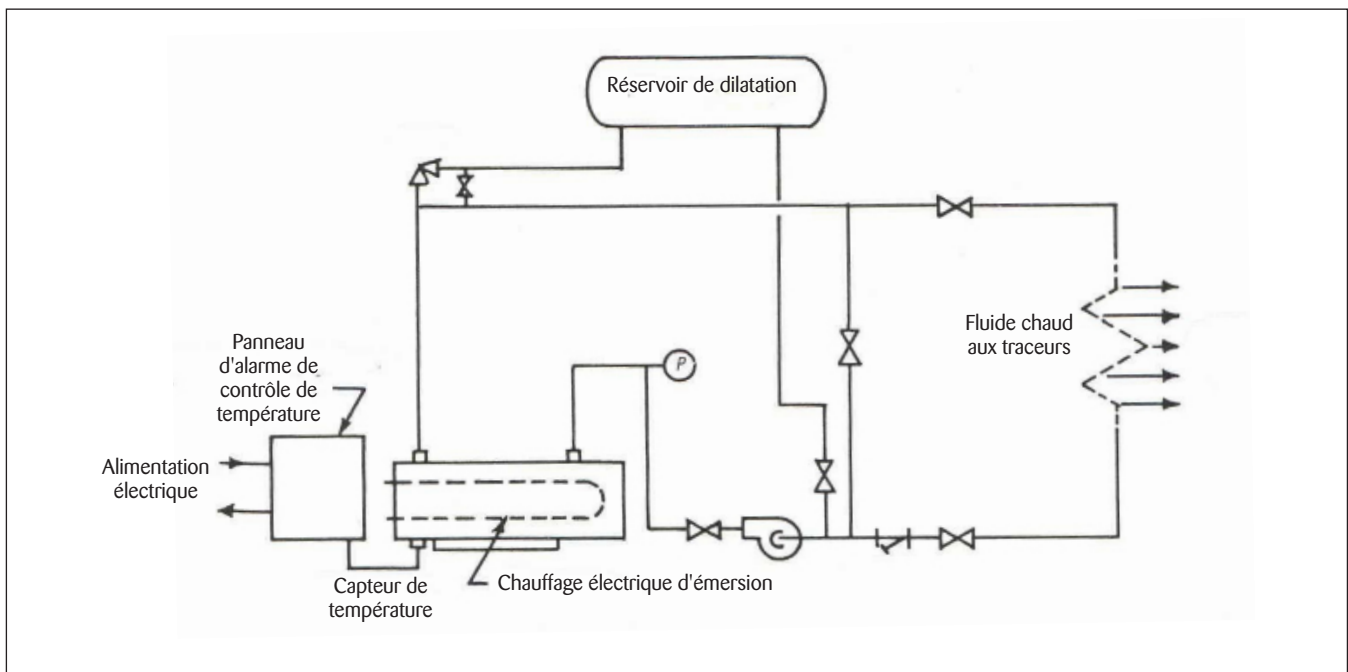 Réservoir de dilatation
Fluide chaud
aux traceurs
P
Panneau
d'alarme de
contrôle de
température
Alimentation
électrique
Chauffage électrique d'émersion
Capteur de
température